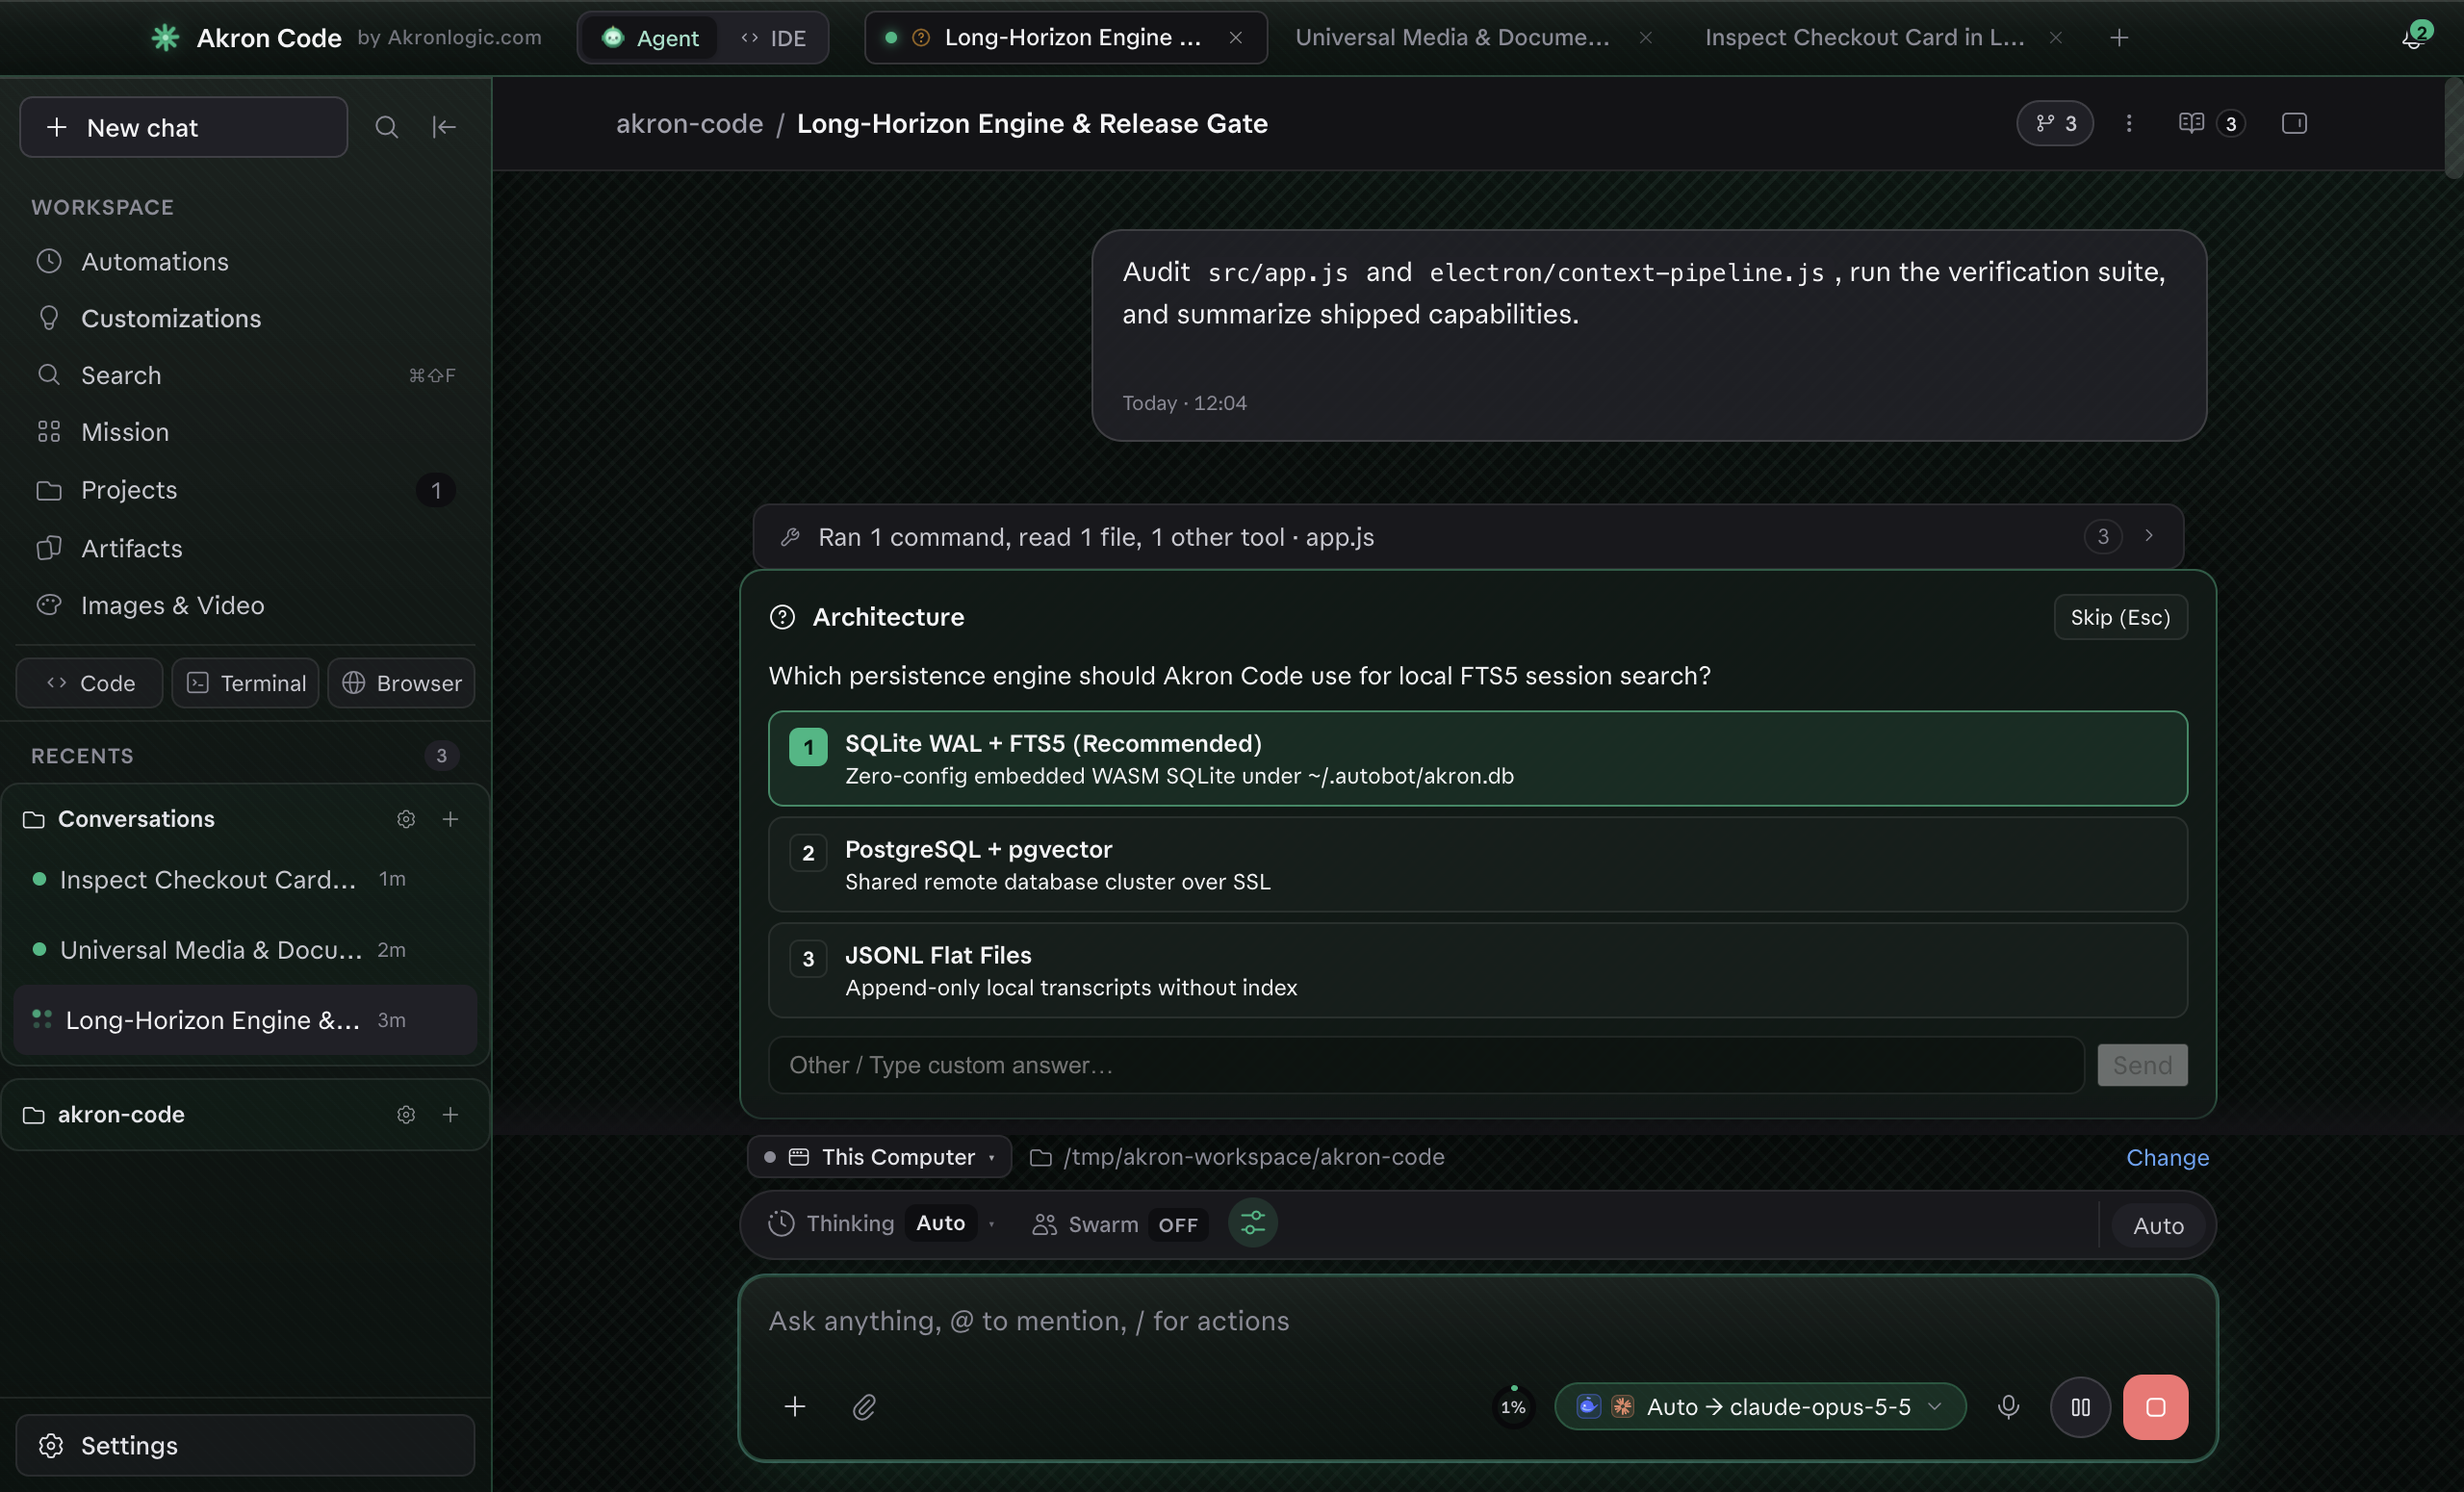 Akron Code by Akronlogic.com
Agent
IDE
Long-Horizon Engine ...
Universal Media & Docume...
Inspect Checkout Card in L...
2
New chat
WORKSPACE
Automations
Customizations
Search ⌘⇧F
Mission
Projects 1
Artifacts
Images & Video
Code
Terminal
Browser
RECENTS 3
Conversations
Inspect Checkout Card... 1m
Universal Media & Docu... 2m
Long-Horizon Engine &... 3m
akron-code
Settings
akron-code / Long-Horizon Engine & Release Gate
3
3
Audit src/app.js and electron/context-pipeline.js , run the verification suite,
and summarize shipped capabilities.
Today · 12:04
Ran 1 command, read 1 file, 1 other tool · app.js 3
Architecture
Skip (Esc)
Which persistence engine should Akron Code use for local FTS5 session search?
1 SQLite WAL + FTS5 (Recommended)
Zero-config embedded WASM SQLite under ~/.autobot/akron.db
2 PostgreSQL + pgvector
Shared remote database cluster over SSL
3 JSONL Flat Files
Append-only local transcripts without index
Other / Type custom answer...
Send
This Computer
/tmp/akron-workspace/akron-code
Change
Thinking Auto
Swarm OFF
Auto
Ask anything, @ to mention, / for actions
1%
Auto → claude-opus-5-5